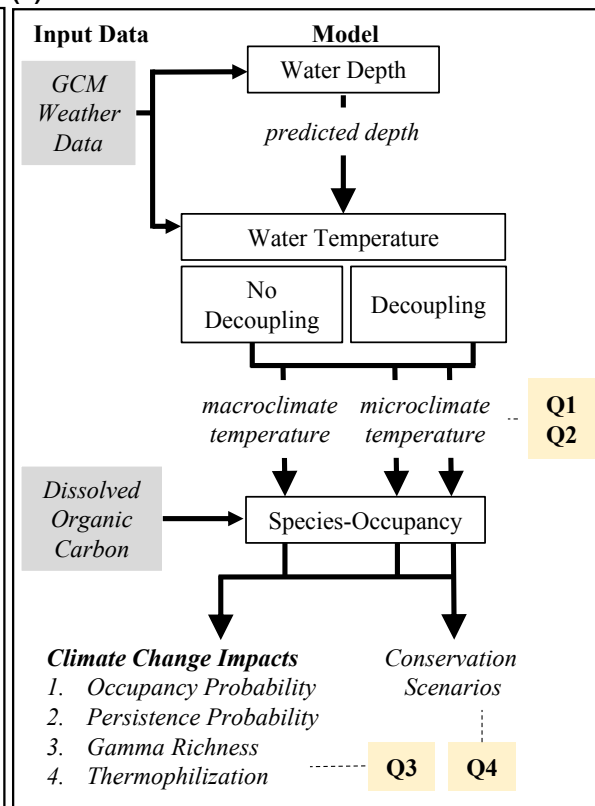 Input Data
Model
GCM
Weather
Data
Water Depth
predicted depth
Water Temperature
No
Decoupling
Decoupling
macroclimate
temperature
microclimate
temperature
Q1
Q2
Dissolved
Organic
Carbon
Species-Occupancy
Climate Change Impacts
1. Occupancy Probability
2. Persistence Probability
3. Gamma Richness
4. Thermophilization
Conservation
Scenarios
Q3
Q4